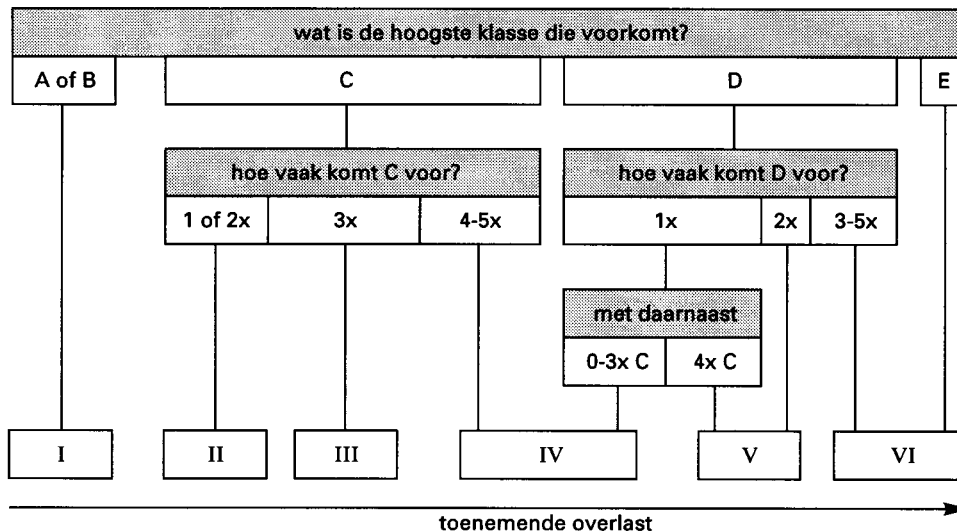 wat is de hoogste klasse die voorkomt?
A of B C D E
hoe vaak komt C voor? hoe vaak komt D voor?
1 of 2x 3x 4-5x 1x 2x 3-5x
met daarnaast
0-3x C 4x C
I II III IV V VI
toenemende overlast